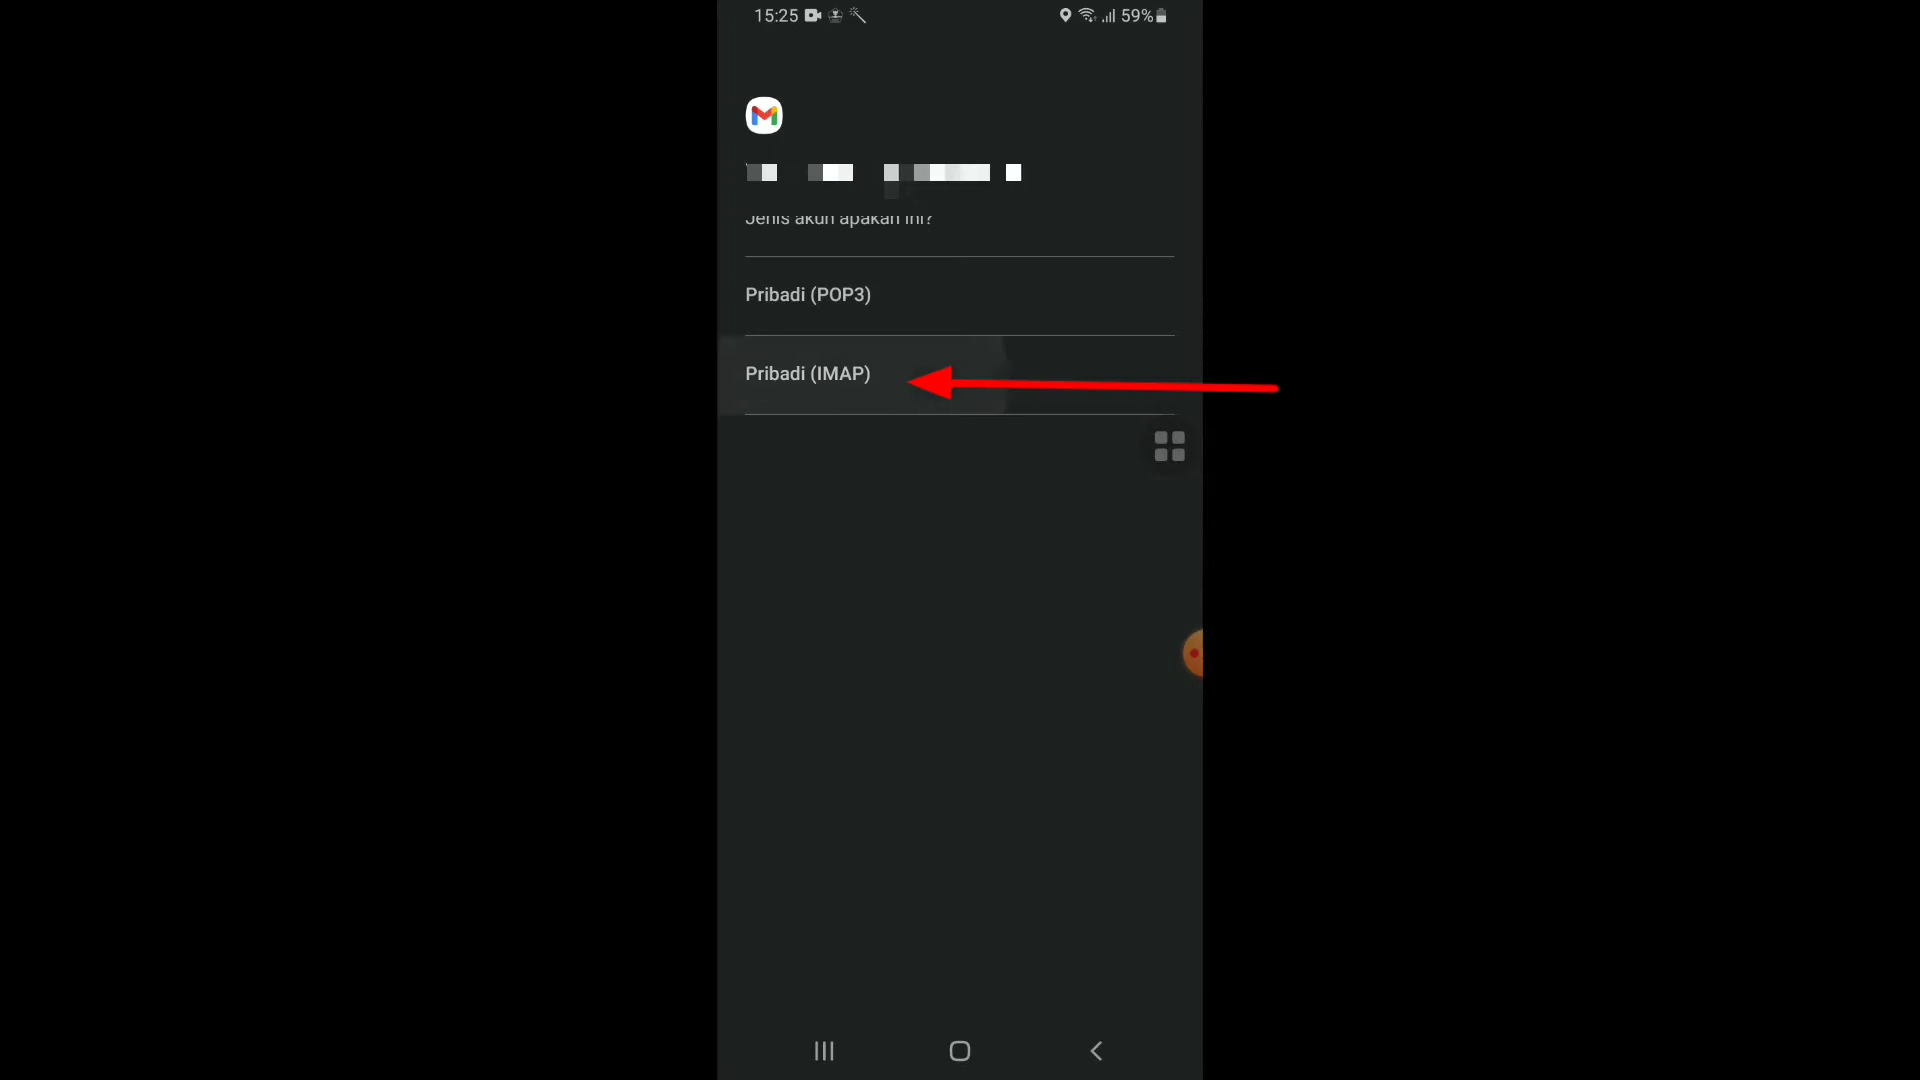 15:25 59%
Jenis akun apakah ini?
Pribadi (POP3)
Pribadi (IMAP)